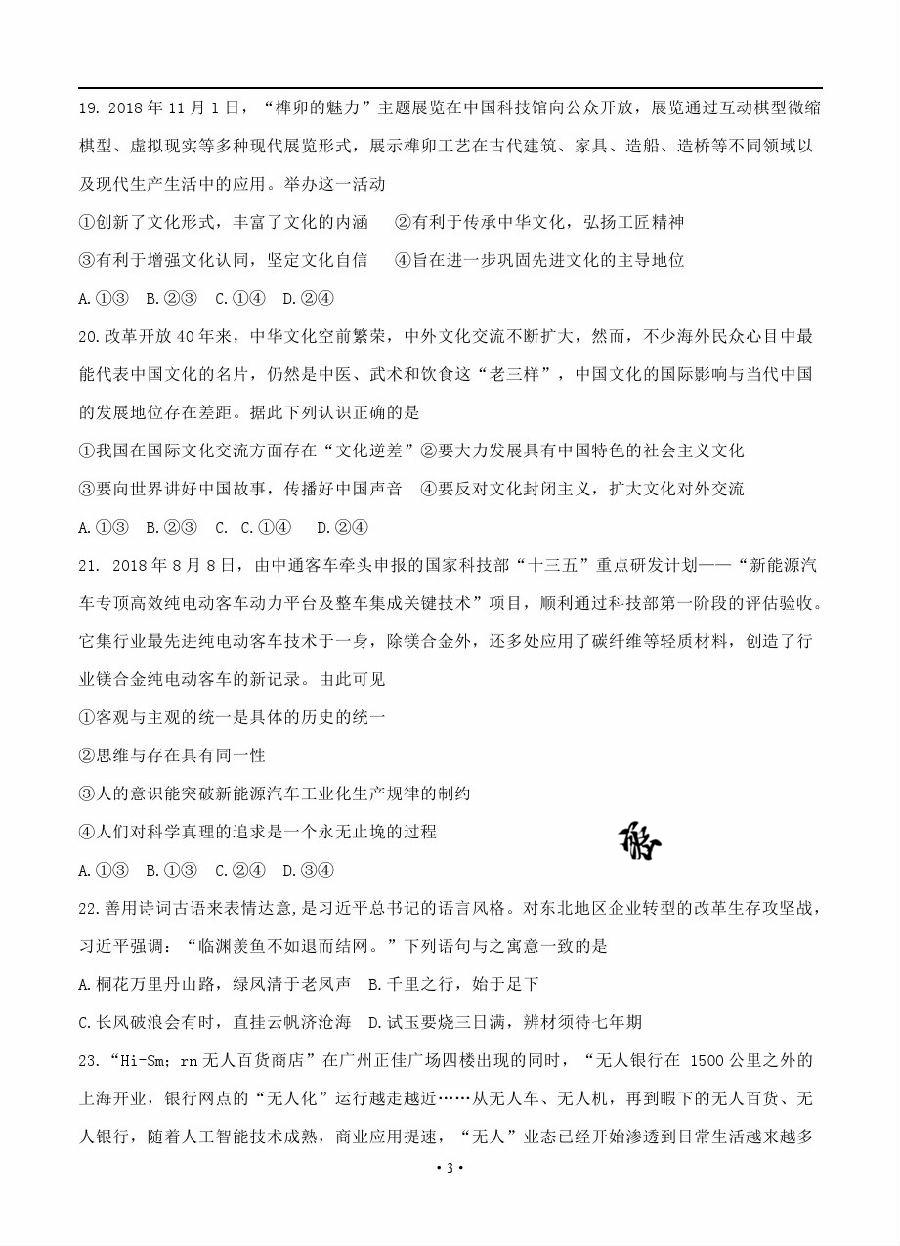 19. 2018 年 11 月 1 日，“榫卯的魅力”主题展览在中国科技馆向公众开放，展览通过互动棋型微缩
棋型、虚拟现实等多种现代展览形式，展示榫卯工艺在古代建筑、家具、造船、造桥等不同领域以
及现代生产生活中的应用。举办这一活动
①创新了文化形式，丰富了文化的内涵 ②有利于传承中华文化，弘扬工匠精神
③有利于增强文化认同，坚定文化自信 ④旨在进一步巩固先进文化的主导地位
A.①③ B.②③ C.①④ D.②④
20.改革开放 40 年来，中华文化空前繁荣，中外文化交流不断扩大，然而，不少海外民众心目中最
能代表中国文化的名片，仍然是中医、武术和饮食这“老三样”，中国文化的国际影响与当代中国
的发展地位存在差距。据此下列认识正确的是
①我国在国际文化交流方面存在“文化逆差”②要大力发展具有中国特色的社会主义文化
③要向世界讲好中国故事，传播好中国声音 ④要反对文化封闭主义，扩大文化对外交流
A.①③ B.②③ C. C.①④ D.②④
21. 2018 年 8 月 8 日，由中通客车牵头申报的国家科技部“十三五”重点研发计划——“新能源汽
车专顶高效纯电动客车动力平台及整车集成关键技术”项目，顺利通过科技部第一阶段的评估验收。
它集行业最先进纯电动客车技术于一身，除镁合金外，还多处应用了碳纤维等轻质材料，创造了行
业镁合金纯电动客车的新记录。由此可见
①客观与主观的统一是具体的历史的统一
②思维与存在具有同一性
③人的意识能突破新能源汽车工业化生产规律的制约
④人们对科学真理的追求是一个永无止境的过程
A.①③ B.①③ C.②④ D.③④
22.善用诗词古语来表情达意,是习近平总书记的语言风格。对东北地区企业转型的改革生存攻坚战，
习近平强调：“临渊羡鱼不如退而结网。”下列语句与之寓意一致的是
A.桐花万里丹山路，绿凤清于老凤声 B.千里之行，始于足下
C.长风破浪会有时，直挂云帆济沧海 D.试玉要烧三日满，辨材须待七年期
23.“Hi-Sm；rn 无人百货商店”在广州正佳广场四楼出现的同时，“无人银行在 1500 公里之外的
上海开业，银行网点的“无人化”运行越走越近……从无人车、无人机，再到眼下的无人百货、无
人银行，随着人工智能技术成熟，商业应用提速，“无人”业态已经开始渗透到日常生活越来越多
·3·